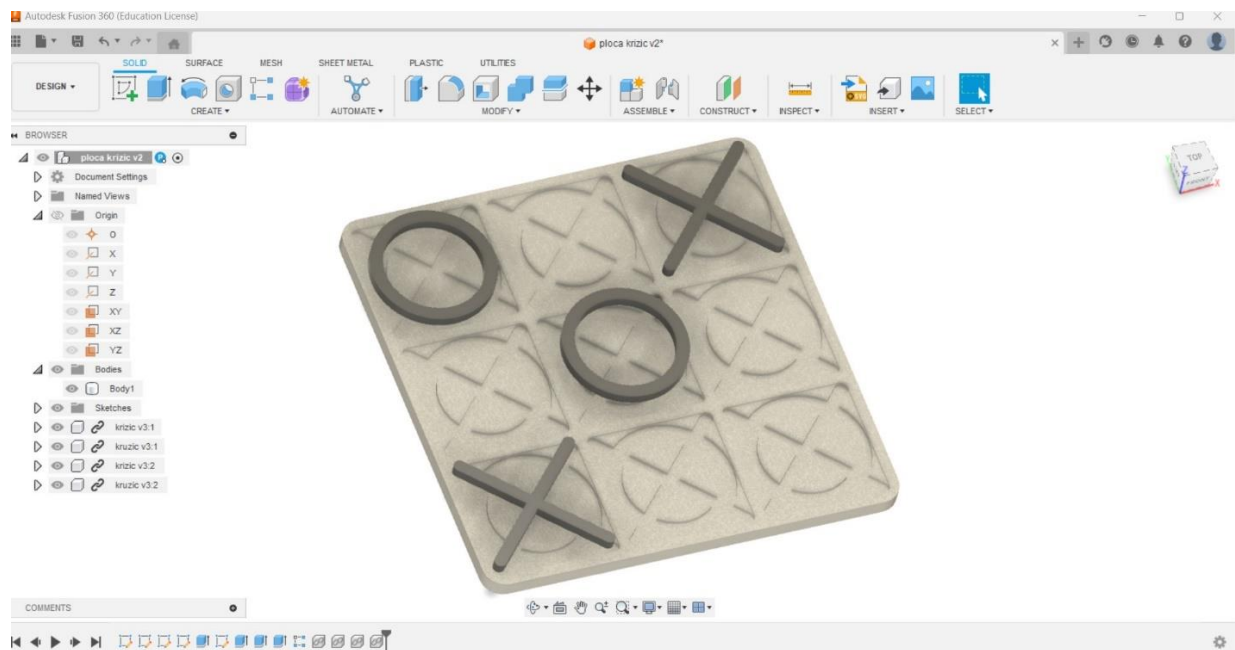 Autodesk Fusion 360 (Education License)
ploca krizic v2*
SOLID SURFACE MESH SHEET METAL PLASTIC UTILITIES
DESIGN
CREATE AUTOMATE MODIFY ASSEMBLE CONSTRUCT INSPECT INSERT SELECT
BROWSER
ploca krizic v2
Document Settings
Named Views
Origin
O
X
Y
Z
XY
XZ
YZ
Bodies
Body1
Sketches
krizic v3:1
kruzic v3:1
krizic v3:2
kruzic v3:2
TOP
FRONT
Z
X
COMMENTS